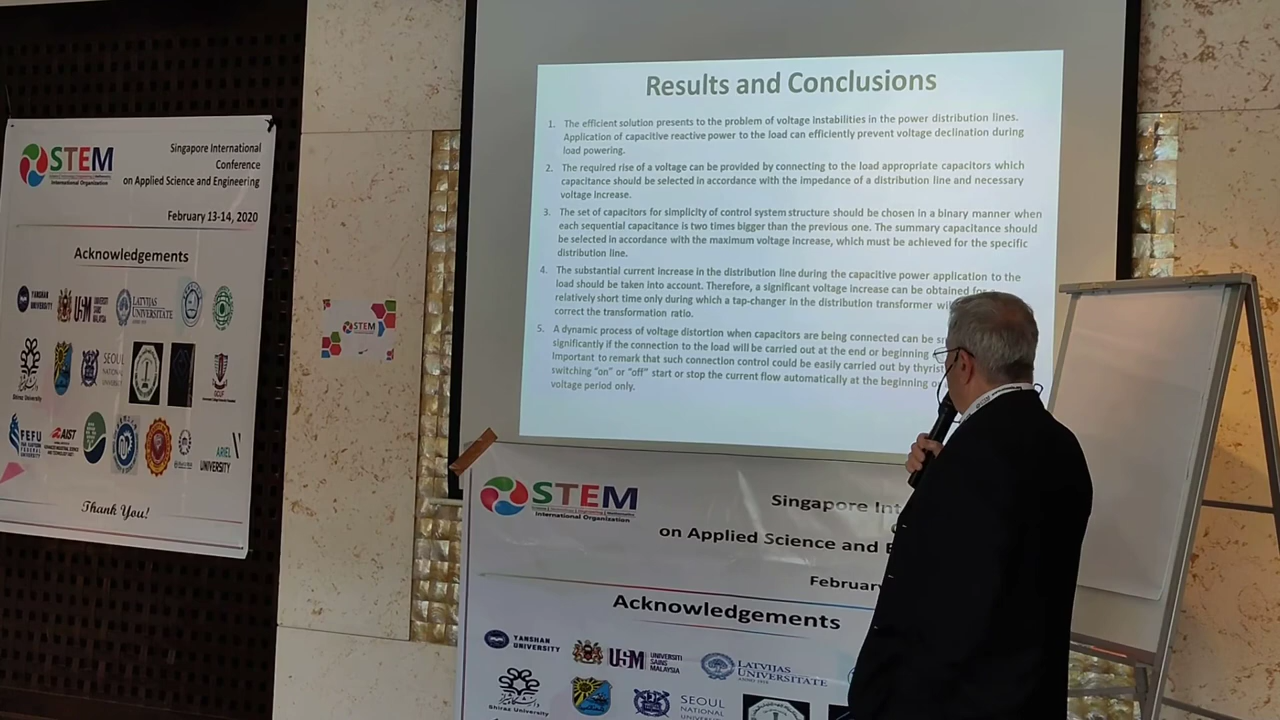 STEM
International Organization
Singapore International
Conference
on Applied Science and Engineering
February 13-14, 2020
Acknowledgements
YANSHAN
UNIVERSITY
USM
UNIVERSITI
SAINS
MALAYSIA
LATVIJAS
UNIVERSITATE
Shiraz University
SEOUL
NATIONAL
FEFU
FAR EASTERN
FEDERAL
UNIVERSITY
AIST
ARIEL
UNIVERSITY
Thank You!
STEM
Results and Conclusions
1. The efficient solution presents to the problem of voltage instabilities in the power distribution lines.
Application of capacitive reactive power to the load can efficiently prevent voltage declination during
load powering.
2. The required rise of a voltage can be provided by connecting to the load appropriate capacitors which
capacitance should be selected in accordance with the impedance of a distribution line and necessary
voltage increase.
3. The set of capacitors for simplicity of control system structure should be chosen in a binary manner when
each sequential capacitance is two times bigger than the previous one. The summary capacitance should
be selected in accordance with the maximum voltage increase, which must be achieved for the specific
distribution line.
4. The substantial current increase in the distribution line during the capacitive power application to the
load should be taken into account. Therefore, a significant voltage increase can be obtained
relatively short time only during which a tap-changer in the distribution transformer
correct the transformation ratio.
5. A dynamic process of voltage distortion when capacitors are being connected can be
significantly if the connection to the load will be carried out at the end or beginning
Important to remark that such connection control could be easily carried out by
switching "on" or "off" start or stop the current flow automatically at the beginning
voltage period only.
STEM
International Organization
Singapore
on Applied Science and
February
Acknowledgements
YANSHAN
UNIVERSITY
USM
UNIVERSITI
SAINS
MALAYSIA
LATVIJAS
UNIVERSITATE
Shiraz University
SEOUL
NATIONAL